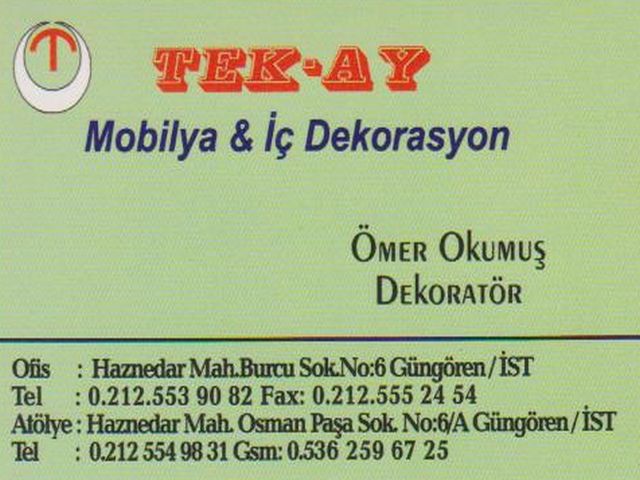 T
TEK-AY
Mobilya & İç Dekorasyon
ÖMER OKUMUŞ
DEKORATÖR
Ofis : Haznedar Mah.Burcu Sok.No:6 Güngören / İST
Tel : 0.212.553 90 82 Fax: 0.212.555 24 54
Atölye : Haznedar Mah. Osman Paşa Sok. No:6/A Güngören / İST
Tel : 0.212 554 98 31 Gsm: 0.536 259 67 25